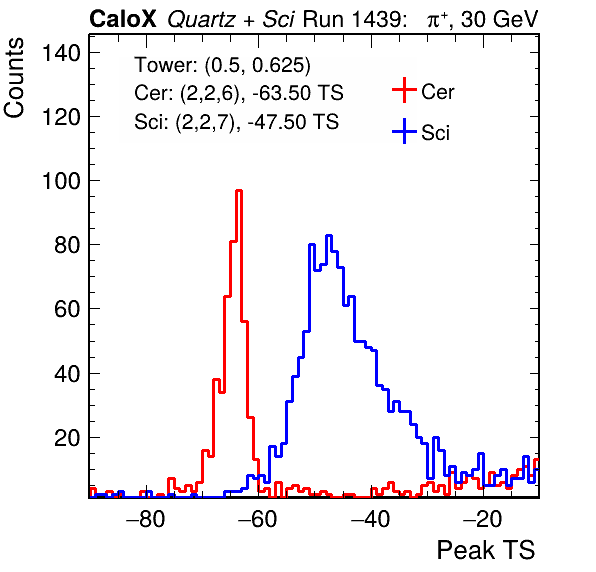 CaloX Quartz + Sci Run 1439: π⁺, 30 GeV
Counts
Tower: (0.5, 0.625)
Cer: (2,2,6), -63.50 TS
Sci: (2,2,7), -47.50 TS
Cer
Sci
140
120
100
80
60
40
20
−80 −60 −40 −20
Peak TS